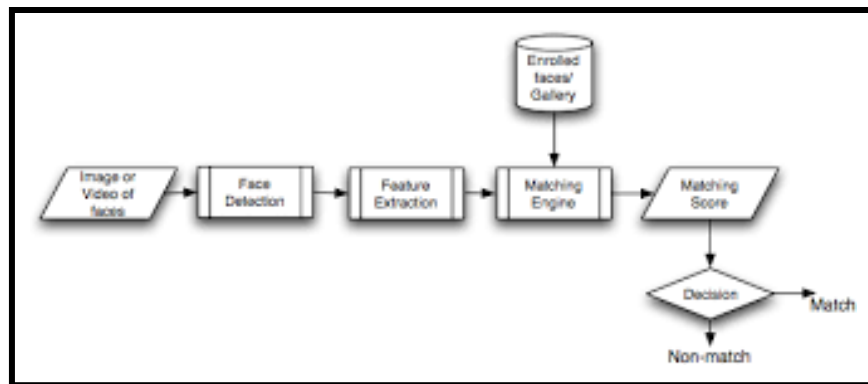 Enrolled
faces/
Gallery
Image or
Video of
faces
Face
Detection
Feature
Extraction
Matching
Engine
Matching
Score
Decision
Match
Non-match